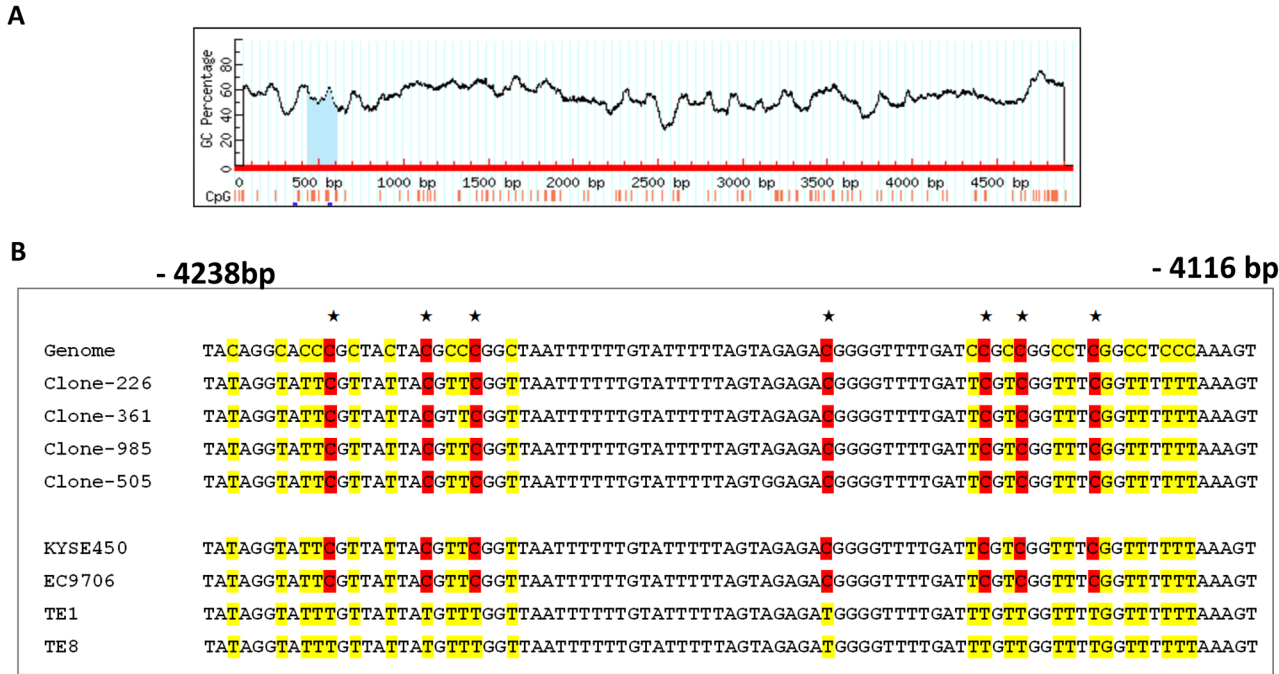 A
GC Percentage
80
60
40
20
0
0 500 bp 1000 bp 1500 bp 2000 bp 2500 bp 3000 bp 3500 bp 4000 bp 4500 bp
CpG
B
- 4238bp - 4116 bp
★ ★ ★ ★ ★ ★ ★
Genome TACAGGCACCCGCTACTACGCCCGGCTAATTTTTTGTATTTTTAGTAGAGACGGGGTTTTGATCCGCCGGCCTCGGCCTCCCAAAGT
Clone-226 TATAGGTATTCGTTATTACGTTCGGTTAATTTTTTGTATTTTTAGTAGAGACGGGGTTTTGATTCGTCGGTTTCGGTTTTTTAAAGT
Clone-361 TATAGGTATTCGTTATTACGTTCGGTTAATTTTTTGTATTTTTAGTAGAGACGGGGTTTTGATTCGTCGGTTTCGGTTTTTTAAAGT
Clone-985 TATAGGTATTCGTTATTACGTTCGGTTAATTTTTTGTATTTTTAGTAGAGACGGGGTTTTGATTCGTCGGTTTCGGTTTTTTAAAGT
Clone-505 TATAGGTATTCGTTATTACGTTCGGTTAATTTTTTGTATTTTTAGTGGAGACGGGGTTTTGATTCGTCGGTTTCGGTTTTTTAAAGT
KYSE450 TATAGGTATTCGTTATTACGTTCGGTTAATTTTTTGTATTTTTAGTAGAGACGGGGTTTTGATTCGTCGGTTTCGGTTTTTTAAAGT
EC9706 TATAGGTATTCGTTATTACGTTCGGTTAATTTTTTGTATTTTTAGTAGAGACGGGGTTTTGATTCGTCGGTTTCGGTTTTTTAAAGT
TE1 TATAGGTATTTGTTATTATGTTTGGTTAATTTTTTGTATTTTTAGTAGAGATGGGGTTTTGATTTGTTGGTTTTGGTTTTTTAAAGT
TE8 TATAGGTATTTGTTATTATGTTTGGTTAATTTTTTGTATTTTTAGTAGAGATGGGGTTTTGATTTGTTGGTTTTGGTTTTTTAAAGT